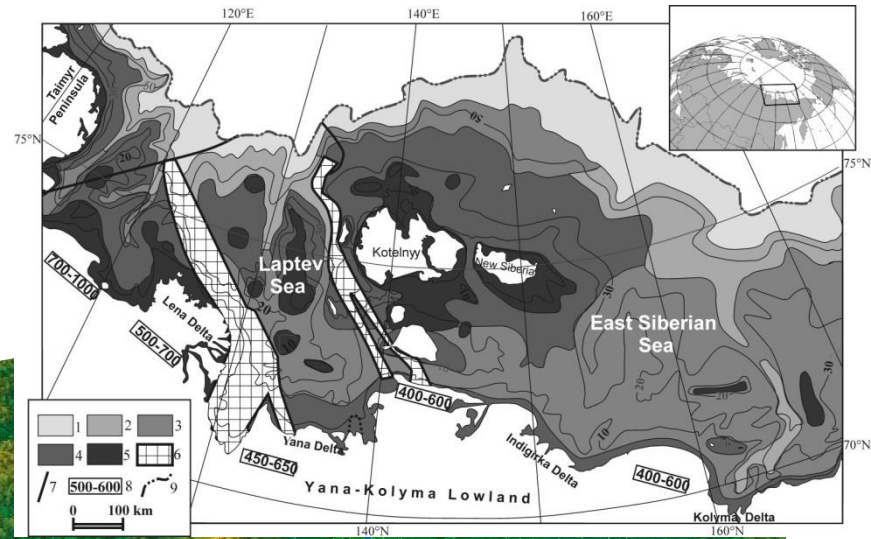 120°E
140°E
160°E
Taimyr
Peninsula
75°N
75°N
50
50
20
Kotelnyy
New Siberia
Laptev
Sea
700-1000
Lena Delta
500-700
20
10
30
East Siberian
Sea
20
20
30
10
400-600
Yana Delta
450-650
Indigirka Delta
400-600
70°N
Yana-Kolyma Lowland
Kolyma Delta
1 2 3
4 5 6
7 500-600 8 9
0 100 km
140°N
160°N